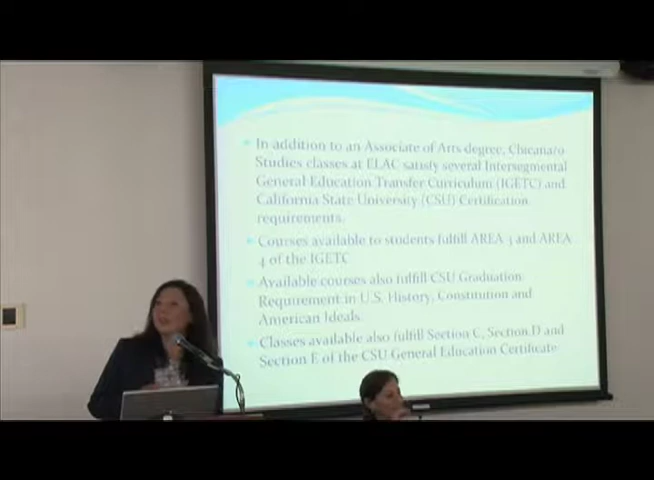 In addition to an Associate of Arts degree, Chicana/o
Studies classes at ELAC satisfy several Intersegmental
General Education Transfer Curriculum (IGETC) and
California State University (CSU) Certification
requirements.
Courses available to students fulfill AREA 3 and AREA
4 of the IGETC
Available courses also fulfill CSU Graduation
Requirement in U.S. History, Constitution and
American Ideals.
Classes available also fulfill Section C, Section D and
Section E of the CSU General Education Certificate